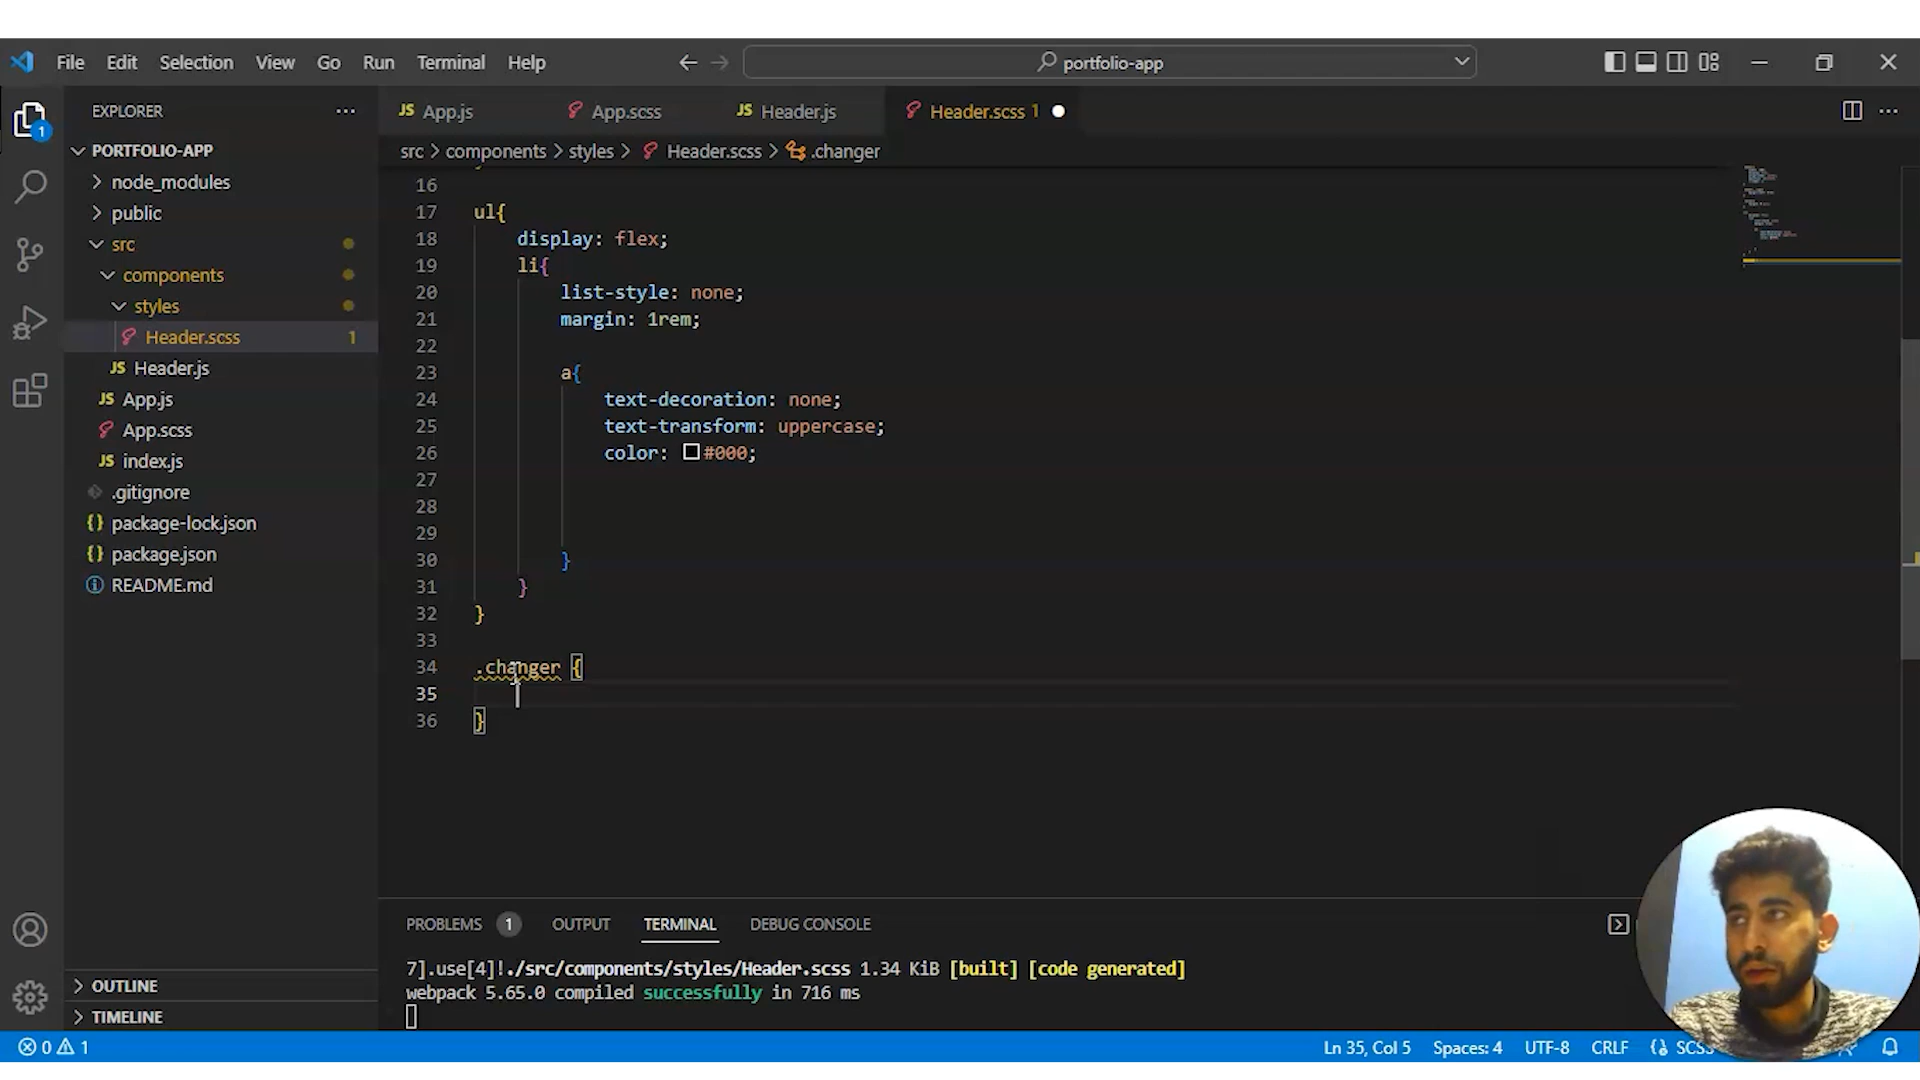 File Edit Selection View Go Run Terminal Help
portfolio-app
EXPLORER
1
PORTFOLIO-APP
node_modules
public
src
components
styles
Header.scss 1
Header.js
App.js
App.scss
index.js
.gitignore
package-lock.json
package.json
README.md
OUTLINE
TIMELINE
App.js App.scss Header.js Header.scss 1
src > components > styles > Header.scss > .changer
16
17 ul{
18 display: flex;
19 li{
20 list-style: none;
21 margin: 1rem;
22
23 a{
24 text-decoration: none;
25 text-transform: uppercase;
26 color: #000;
27
28
29
30 }
31 }
32 }
33
34 .changer {
35
36 }
PROBLEMS 1 OUTPUT TERMINAL DEBUG CONSOLE
7].use[4]!./src/components/styles/Header.scss 1.34 KiB [built] [code generated]
webpack 5.65.0 compiled successfully in 716 ms
0 1 Ln 35, Col 5 Spaces: 4 UTF-8 CRLF SCSS